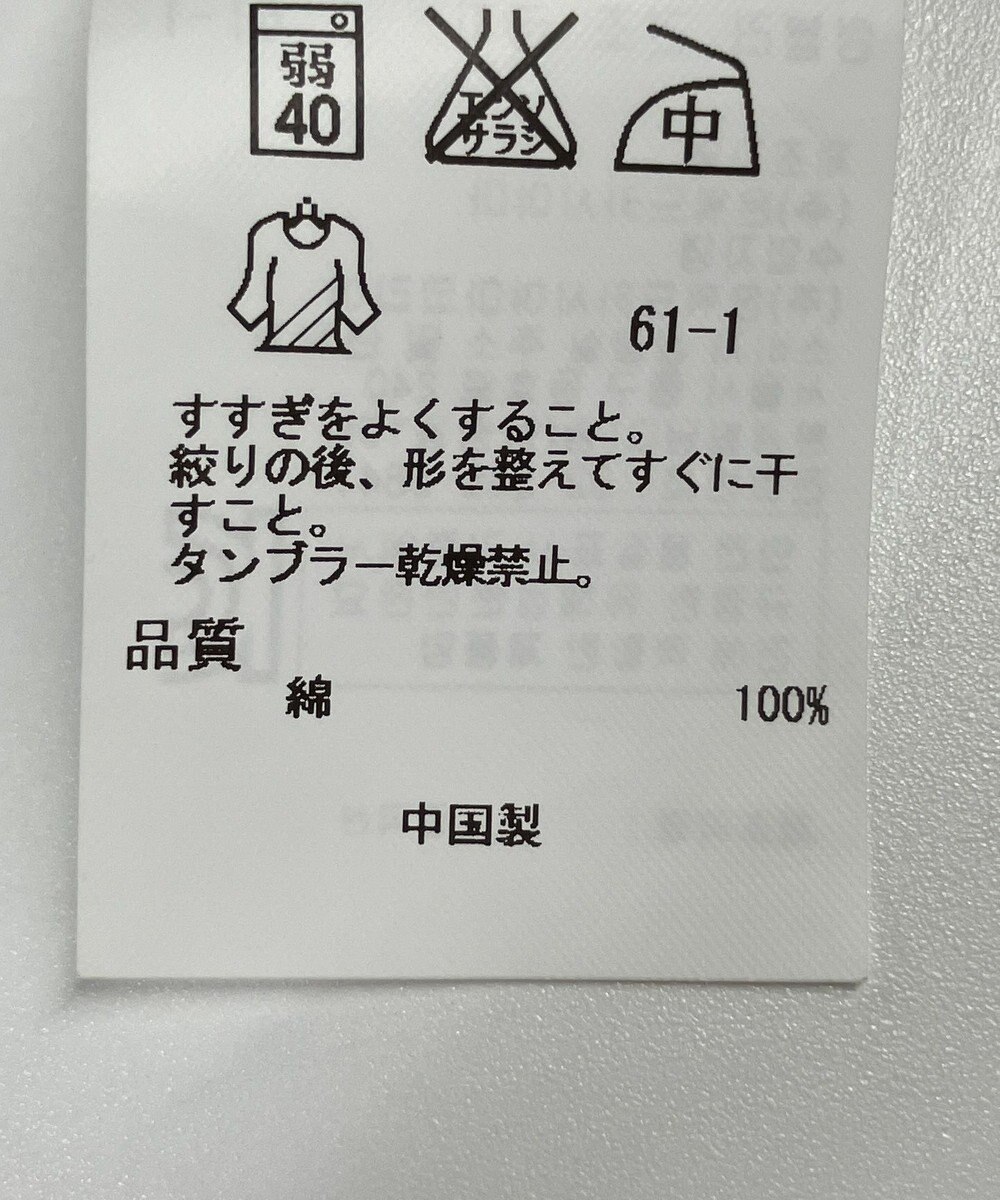 弱 エンソ 中
40 サラシ
61-1
すすぎをよくすること。
絞りの後、形を整えてすぐに干
すこと。
タンブラー乾燥禁止。
品質
綿 100%
中国製